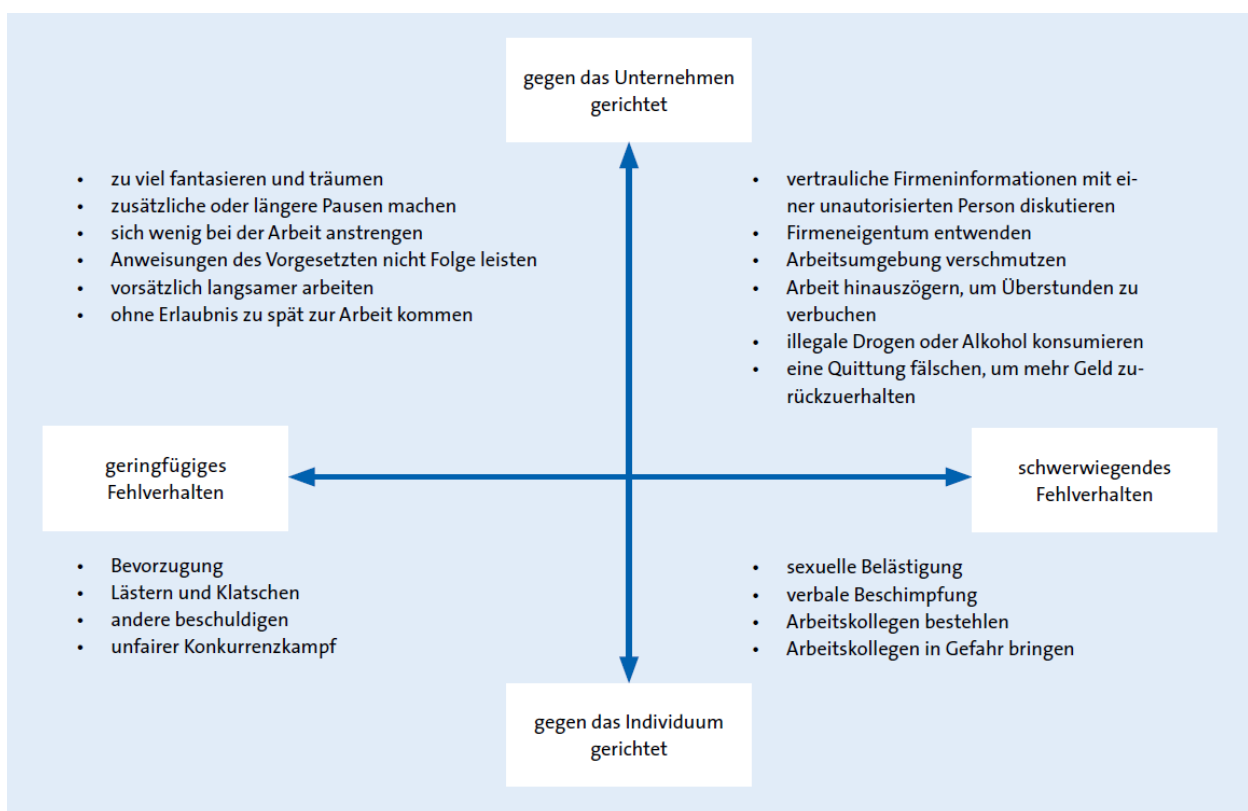 gegen das Unternehmen
gerichtet
• zu viel fantasieren und träumen
• zusätzliche oder längere Pausen machen
• sich wenig bei der Arbeit anstrengen
• Anweisungen des Vorgesetzten nicht Folge leisten
• vorsätzlich langsamer arbeiten
• ohne Erlaubnis zu spät zur Arbeit kommen
• vertrauliche Firmeninformationen mit ei-
ner unautorisierten Person diskutieren
• Firmeneigentum entwenden
• Arbeitsumgebung verschmutzen
• Arbeit hinauszögern, um Überstunden zu
verbuchen
• illegale Drogen oder Alkohol konsumieren
• eine Quittung fälschen, um mehr Geld zu-
rückzuerhalten
geringfügiges
Fehlverhalten
schwerwiegendes
Fehlverhalten
• Bevorzugung
• Lästern und Klatschen
• andere beschuldigen
• unfairer Konkurrenzkampf
• sexuelle Belästigung
• verbale Beschimpfung
• Arbeitskollegen bestehlen
• Arbeitskollegen in Gefahr bringen
gegen das Individuum
gerichtet